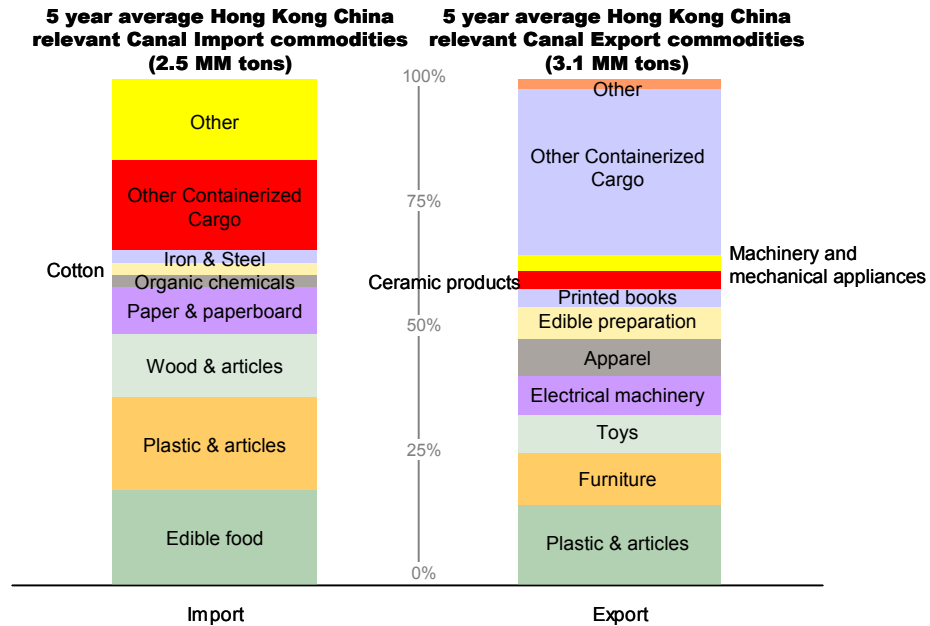 5 year average Hong Kong China
relevant Canal Import commodities
(2.5 MM tons)
5 year average Hong Kong China
relevant Canal Export commodities
(3.1 MM tons)
Other
Other Containerized
Cargo
Iron & Steel
Cotton
Organic chemicals
Paper & paperboard
Wood & articles
Plastic & articles
Edible food
100%
75%
50%
25%
0%
Other
Other Containerized
Cargo
Machinery and
mechanical appliances
Ceramic products
Printed books
Edible preparation
Apparel
Electrical machinery
Toys
Furniture
Plastic & articles
Import
Export